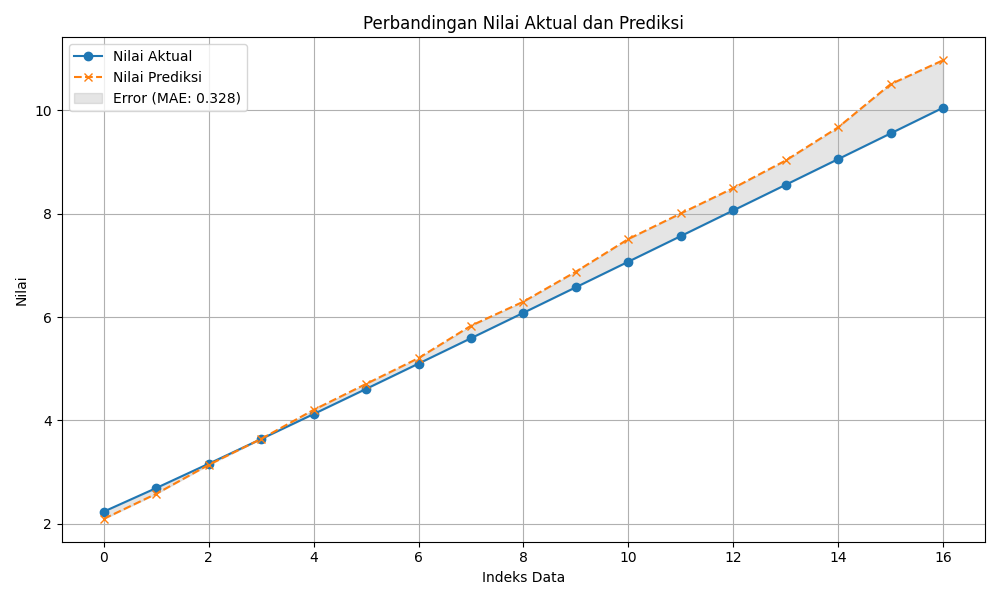 Perbandingan Nilai Aktual dan Prediksi
Nilai Aktual
Nilai Prediksi
Error (MAE: 0.328)
Nilai
10
8
6
4
2
0 2 4 6 8 10 12 14 16
Indeks Data